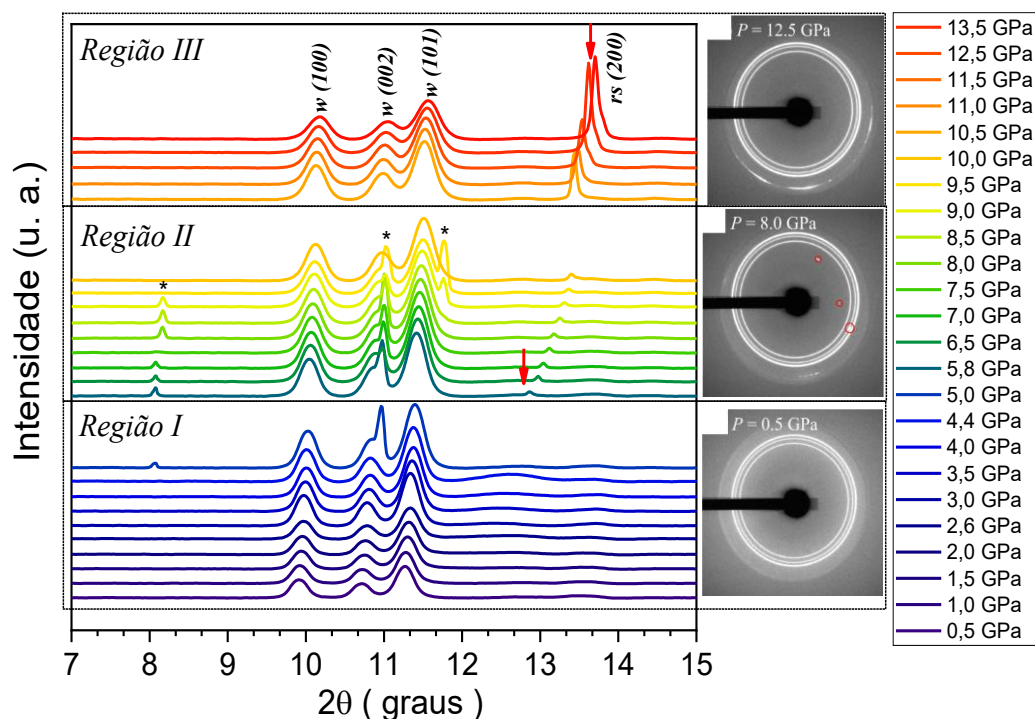 Região III
w (100)
w (002)
w (101)
rs (200)
P = 12.5 GPa
Região II
*
*
*
P = 8.0 GPa
Região I
P = 0.5 GPa
Intensidade (u. a.)
7 8 9 10 11 12 13 14 15
2θ ( graus )
13,5 GPa
12,5 GPa
11,5 GPa
11,0 GPa
10,5 GPa
10,0 GPa
9,5 GPa
9,0 GPa
8,5 GPa
8,0 GPa
7,5 GPa
7,0 GPa
6,5 GPa
5,8 GPa
5,0 GPa
4,4 GPa
4,0 GPa
3,5 GPa
3,0 GPa
2,6 GPa
2,0 GPa
1,5 GPa
1,0 GPa
0,5 GPa